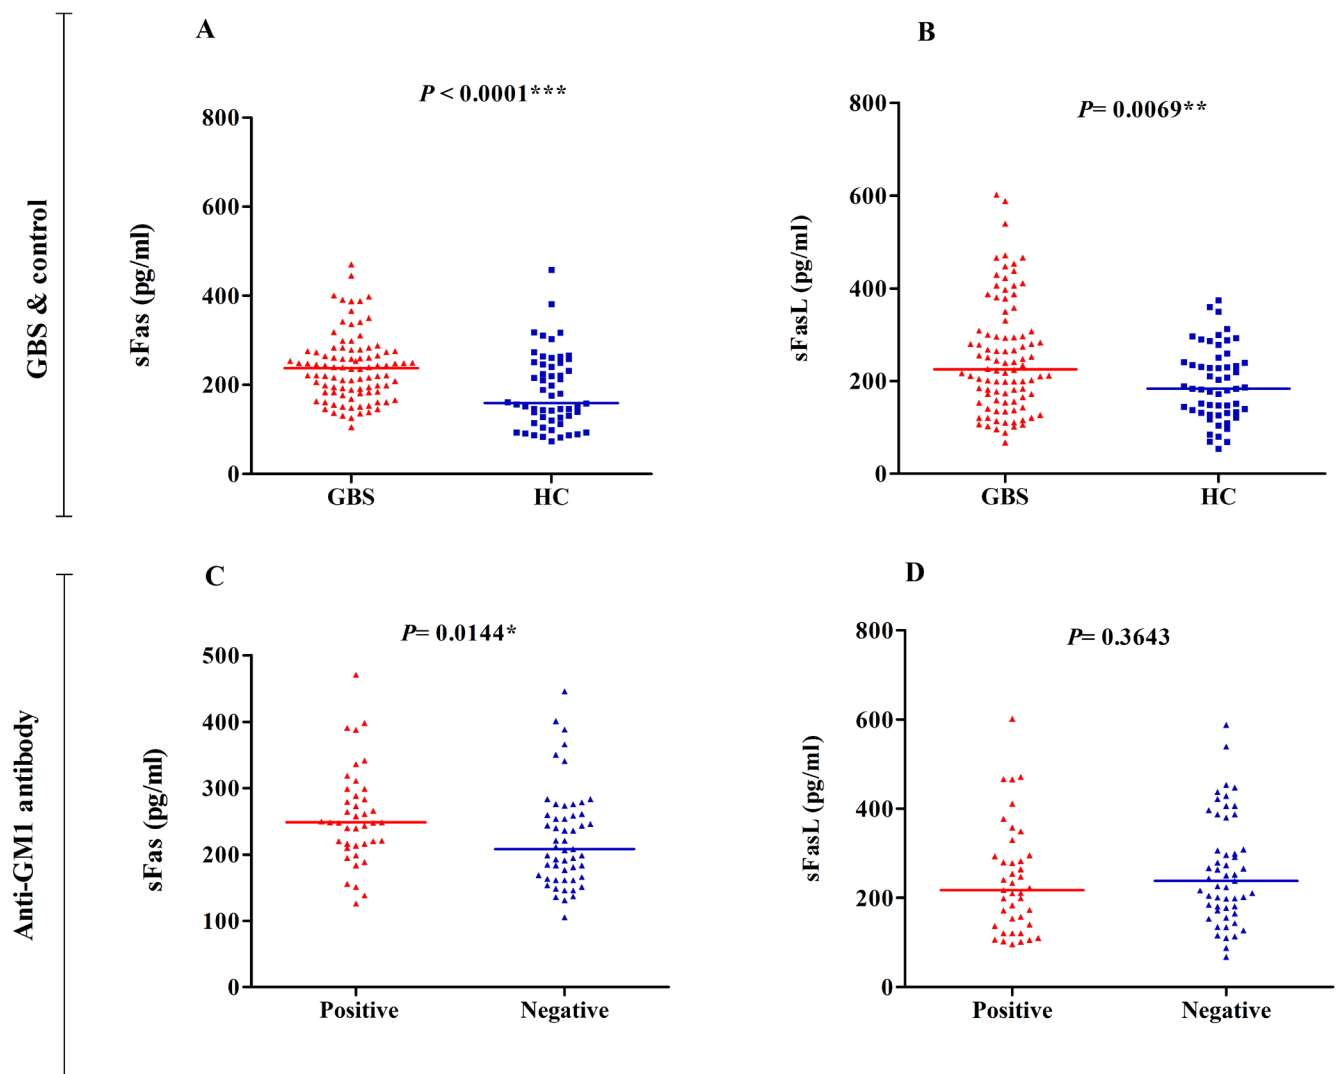 A
P < 0.0001***
800
600
400
200
0
sFas (pg/ml)
GBS HC
B
P= 0.0069**
800
600
400
200
0
sFasL (pg/ml)
GBS HC
GBS & control
C
P= 0.0144*
500
400
300
200
100
0
sFas (pg/ml)
Positive Negative
D
P= 0.3643
800
600
400
200
0
sFasL (pg/ml)
Positive Negative
Anti-GM1 antibody